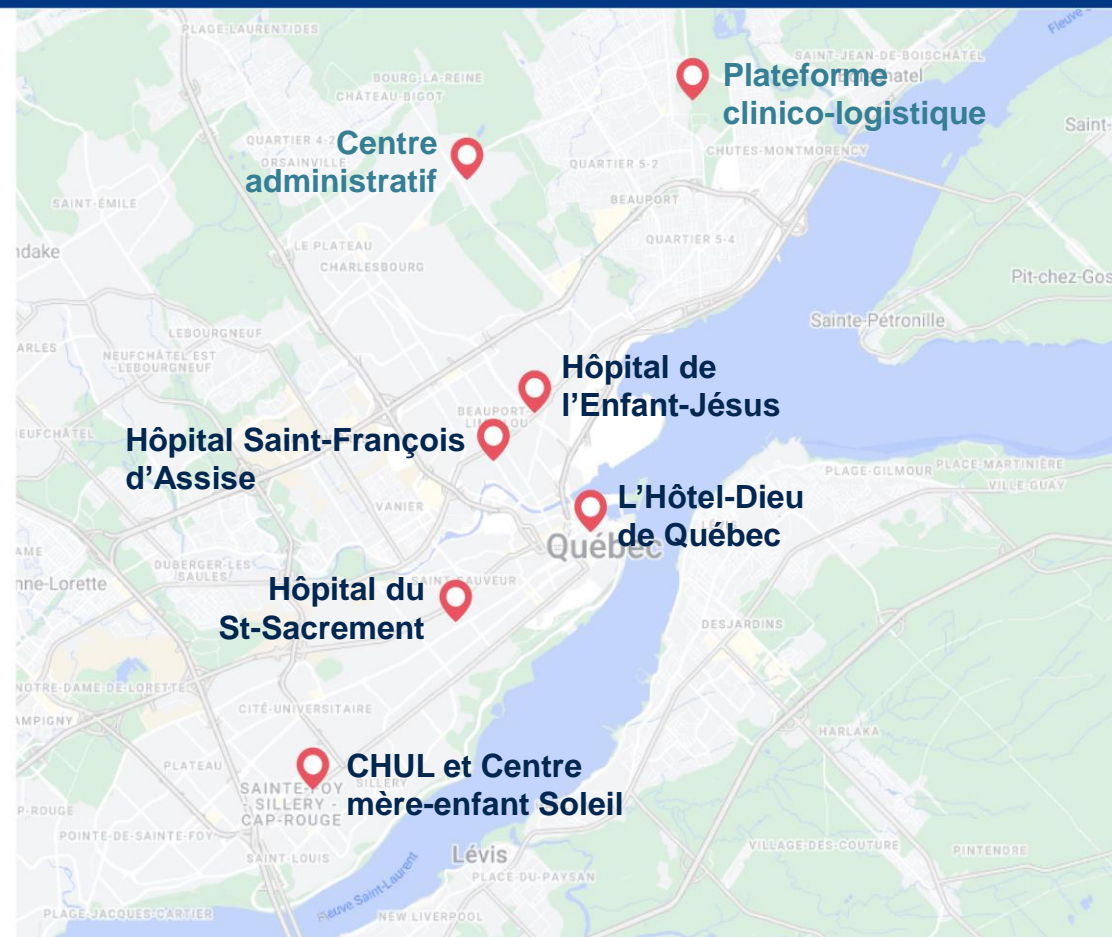 PLAGE-LAURENTIDES
Fleuve
SAINT-JEAN-DE-BOISCHÂTEL
Plateforme
clinico-logistique
BOURG-LA-REINE
CHÂTEAU-BIGOT
Saint-
QUARTIER 4-2
ORSAINVILLE
Centre
administratif
CHUTES-MONTMORENCY
QUARTIER 5-2
BEAUPORT
SAINT-ÉMILE
QUARTIER 5-4
ndake
LE PLATEAU
CHARLESBOURG
Pit-chez-Gos
Sainte-Pétronille
LEBOURGNEUF
ARLES
NEUFCHÂTEL EST
- LEBOURGNEUF
Hôpital de
l’Enfant-Jésus
NEUFCHÂTEL
Hôpital Saint-François
d’Assise
PLAGE-GILMOUR
PLACE-MARTINIÈRE
VILLE GUAY
VANIER
L’Hôtel-Dieu
de Québec
Québec
AME
DUBERGER-LES
SAULES
nne-Lorette
SAINT-SAUVEUR
Hôpital du
St-Sacrement
DESJARDINS
NOTRE-DAME-DE-LORETTE
CITÉ-UNIVERSITAIRE
AMPIGNY
HARLAKA
PLATEAU
CHUL et Centre
mère-enfant Soleil
SAINTE-FOY
SILLERY
- SILLERY -
CAP-ROUGE
P-ROUGE
POINTE-DE-SAINTE-FOY
SAINT-LOUIS
Lévis
VILLAGE-DES-COUTURE
PINTENDRE
PLACE-DU-PAYSAN
Fleuve Saint-Laurent
PLAGE-JACQUES-CARTIER
NEW LIVERPOOL